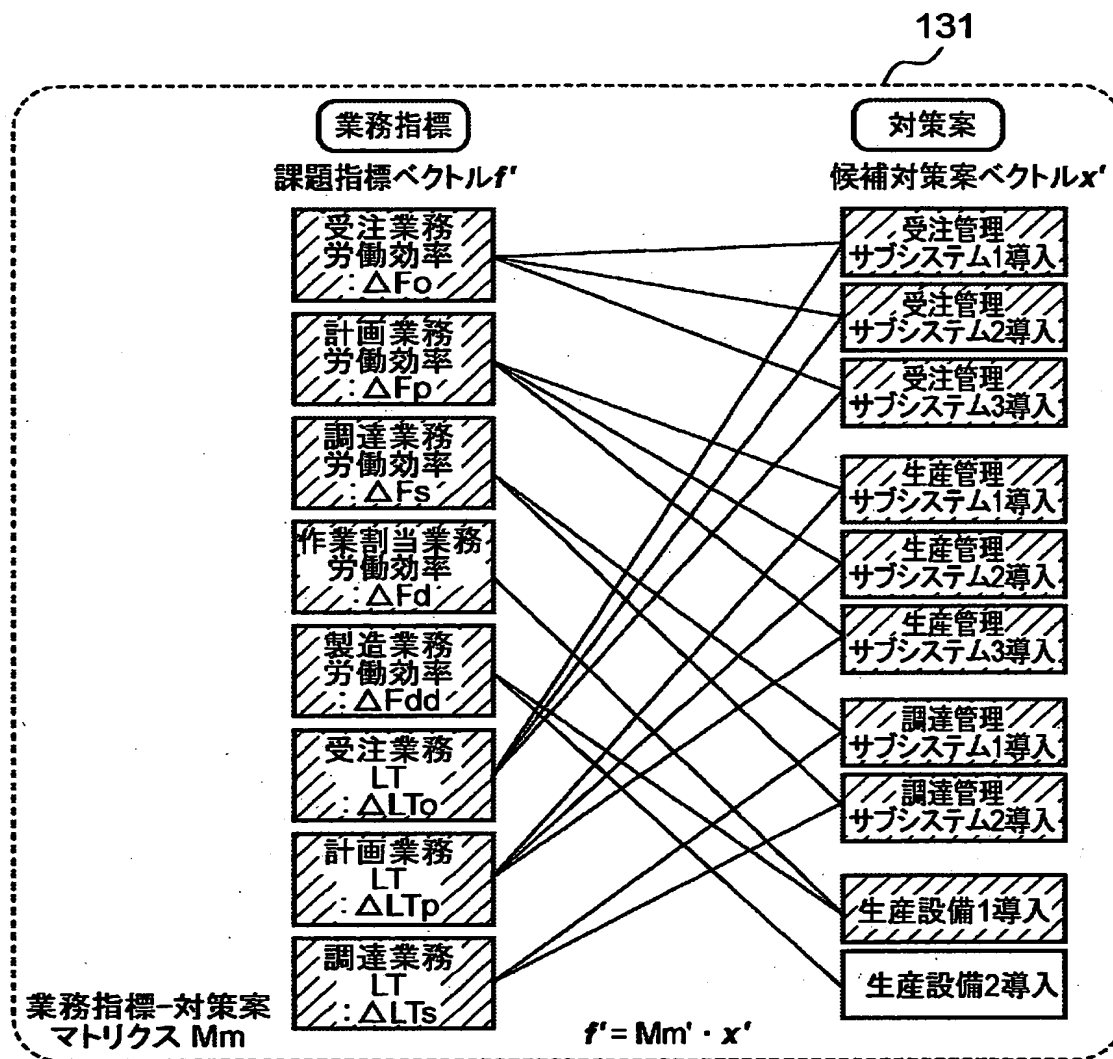 131
業務指標
課題指標ベクトルf'
受注業務
労働効率
:△Fo
計画業務
労働効率
:△Fp
調達業務
労働効率
:△Fs
作業割当業務
労働効率
:△Fd
製造業務
労働効率
:△Fdd
受注業務
LT
:△LTo
計画業務
LT
:△LTp
調達業務
LT
:△LTs
対策案
候補対策案ベクトルx'
受注管理
サブシステム1導入
受注管理
サブシステム2導入
受注管理
サブシステム3導入
生産管理
サブシステム1導入
生産管理
サブシステム2導入
生産管理
サブシステム3導入
調達管理
サブシステム1導入
調達管理
サブシステム2導入
生産設備1導入
生産設備2導入
業務指標-対策案
マトリクス Mm
f' = Mm' · x'